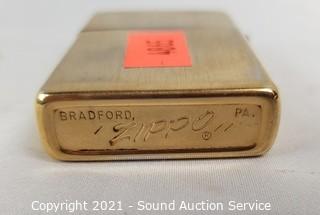 BRADFORD, PA.
Zippo ®
Copyright 2021 - Sound Auction Service